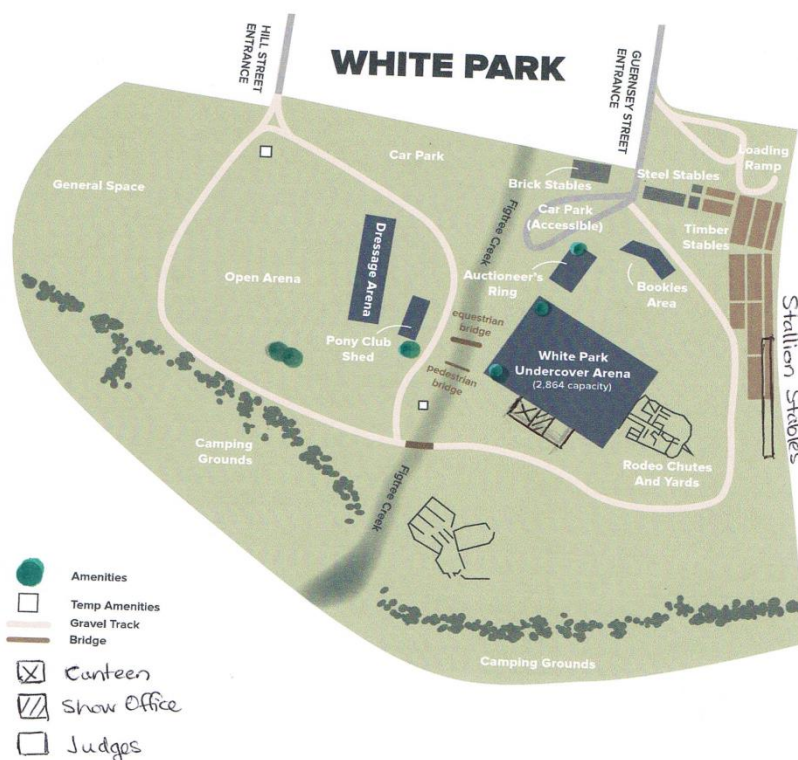 WHITE PARK
HILL STREET
ENTRANCE
GUERNSEY STREET
ENTRANCE
Car Park
General Space
Brick Stables
Steel Stables
Loading
Ramp
Car Park
(Accessible)
Timber
Stables
Figtree Creek
Dressage Arena
Open Arena
Auctioneer's
Ring
Bookles
Area
Stallion Stables
equestrian
bridge
Pony Club
Shed
White Park
Undercover Arena
(2,864 capacity)
pedestrian
bridge
Camping
Grounds
Rodeo Chutes
And Yards
Figtree Creek
Camping Grounds
Amenities
Temp Amenities
Gravel Track
Bridge
Canteen
Show Office
Judges